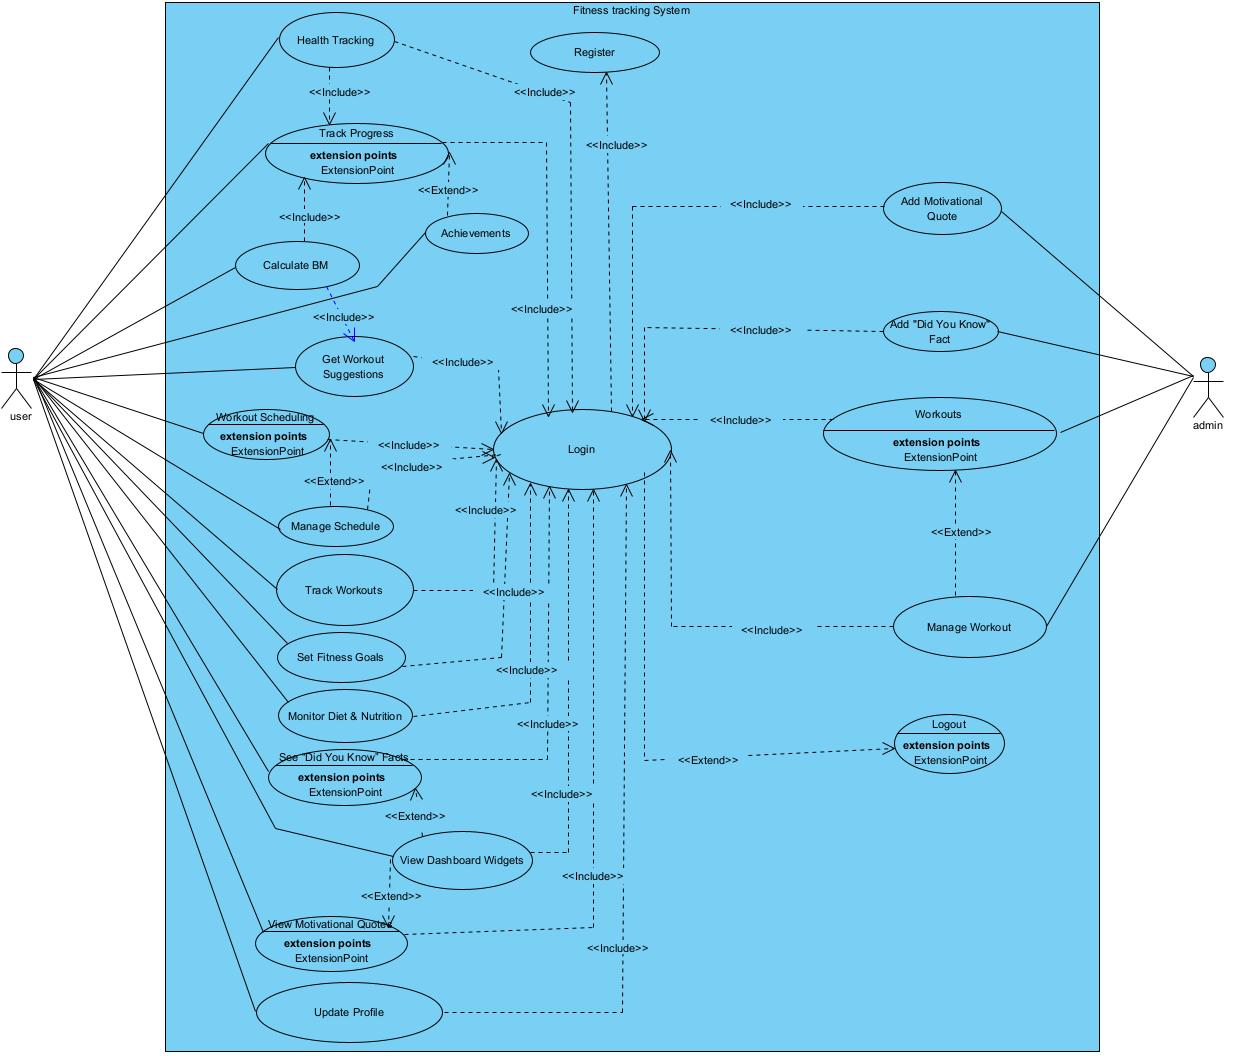 Fitness tracking System
Health Tracking
Register
<<Include>>
<<Include>>
Track Progress
extension points
ExtensionPoint
<<Include>>
<<Extend>>
Add Motivational
Quote
<<Include>>
<<Include>>
Achievements
Calculate BM
<<Include>>
<<Include>>
Add "Did You Know"
Fact
<<Include>>
Get Workout
Suggestions
<<Include>>
user
admin
Workout Scheduling
extension points
ExtensionPoint
<<Include>>
<<Include>>
Login
<<Include>>
Workouts
extension points
ExtensionPoint
<<Extend>>
<<Include>>
Manage Schedule
<<Extend>>
Track Workouts
<<Include>>
Manage Workout
<<Include>>
Set Fitness Goals
<<Include>>
Monitor Diet & Nutrition
<<Include>>
Logout
extension points
ExtensionPoint
<<Extend>>
See "Did You Know" Facts
extension points
ExtensionPoint
<<Include>>
<<Extend>>
View Dashboard Widgets
<<Include>>
<<Extend>>
View Motivational Quotes
extension points
ExtensionPoint
<<Include>>
Update Profile